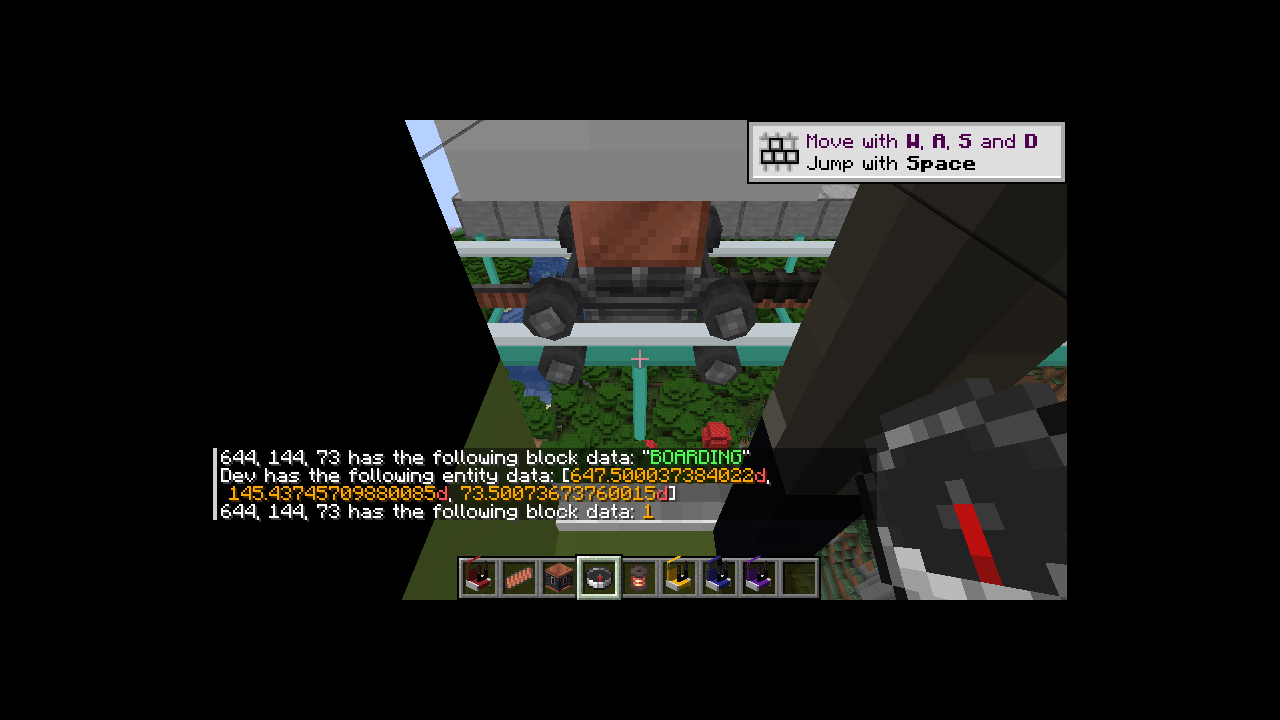 Move with W, A, S and D
Jump with Space
644, 144, 73 has the following block data: "BOARDING"
Dev has the following entity data: [647.500037384022d,
145.43745709880085d, 73.50073673760015d]
644, 144, 73 has the following block data: 1